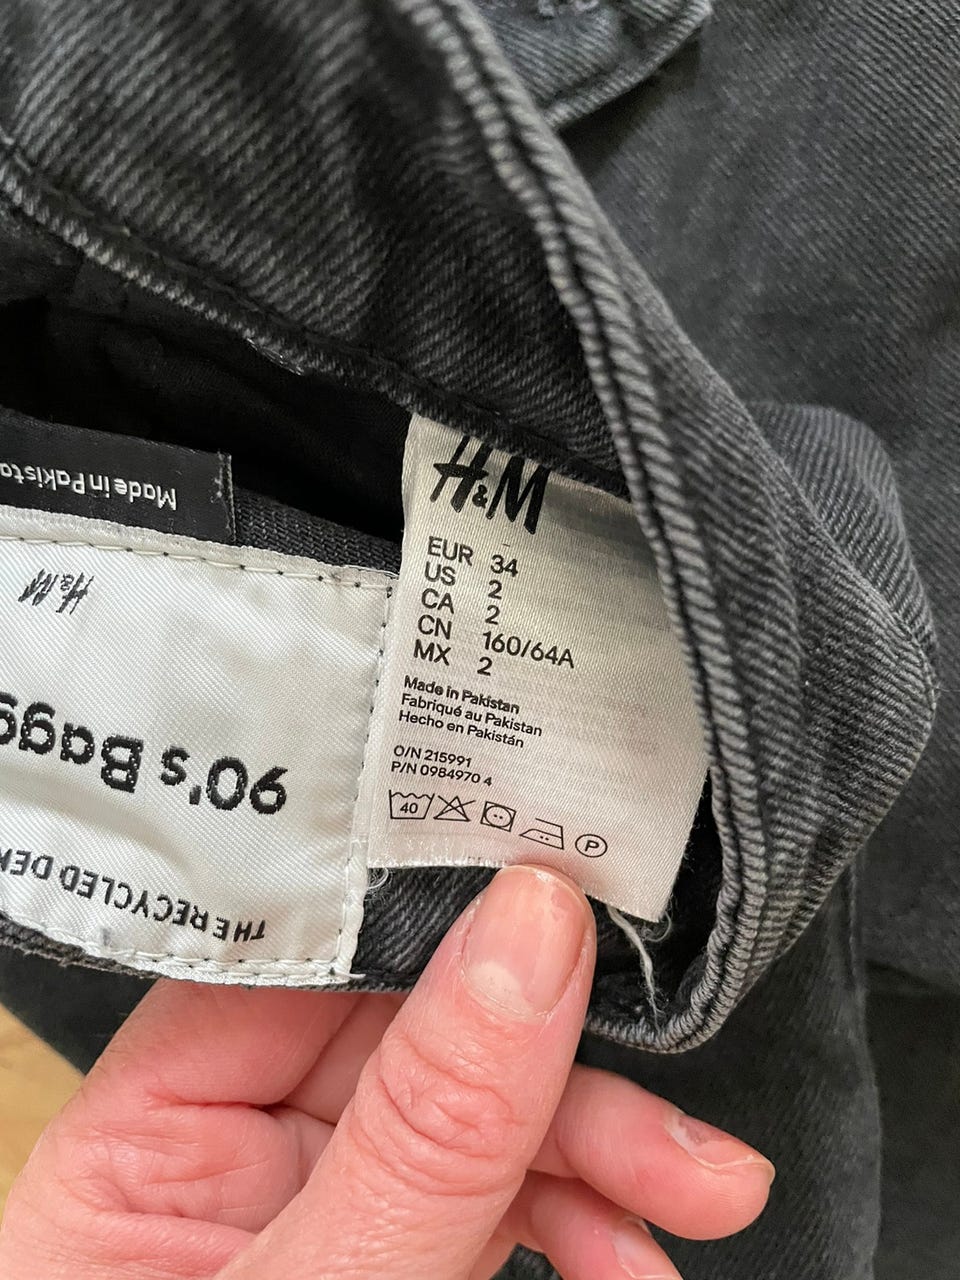 H&M
EUR 34
US 2
CA 2
CN 160/64A
MX 2
Made in Pakistan
Fabriqué au Pakistan
Hecho en Pakistán
O/N 215991
P/N 0984970 4
40
P
Made in Pakista
H&M
90's Bagg
THE RECYCLED DEN